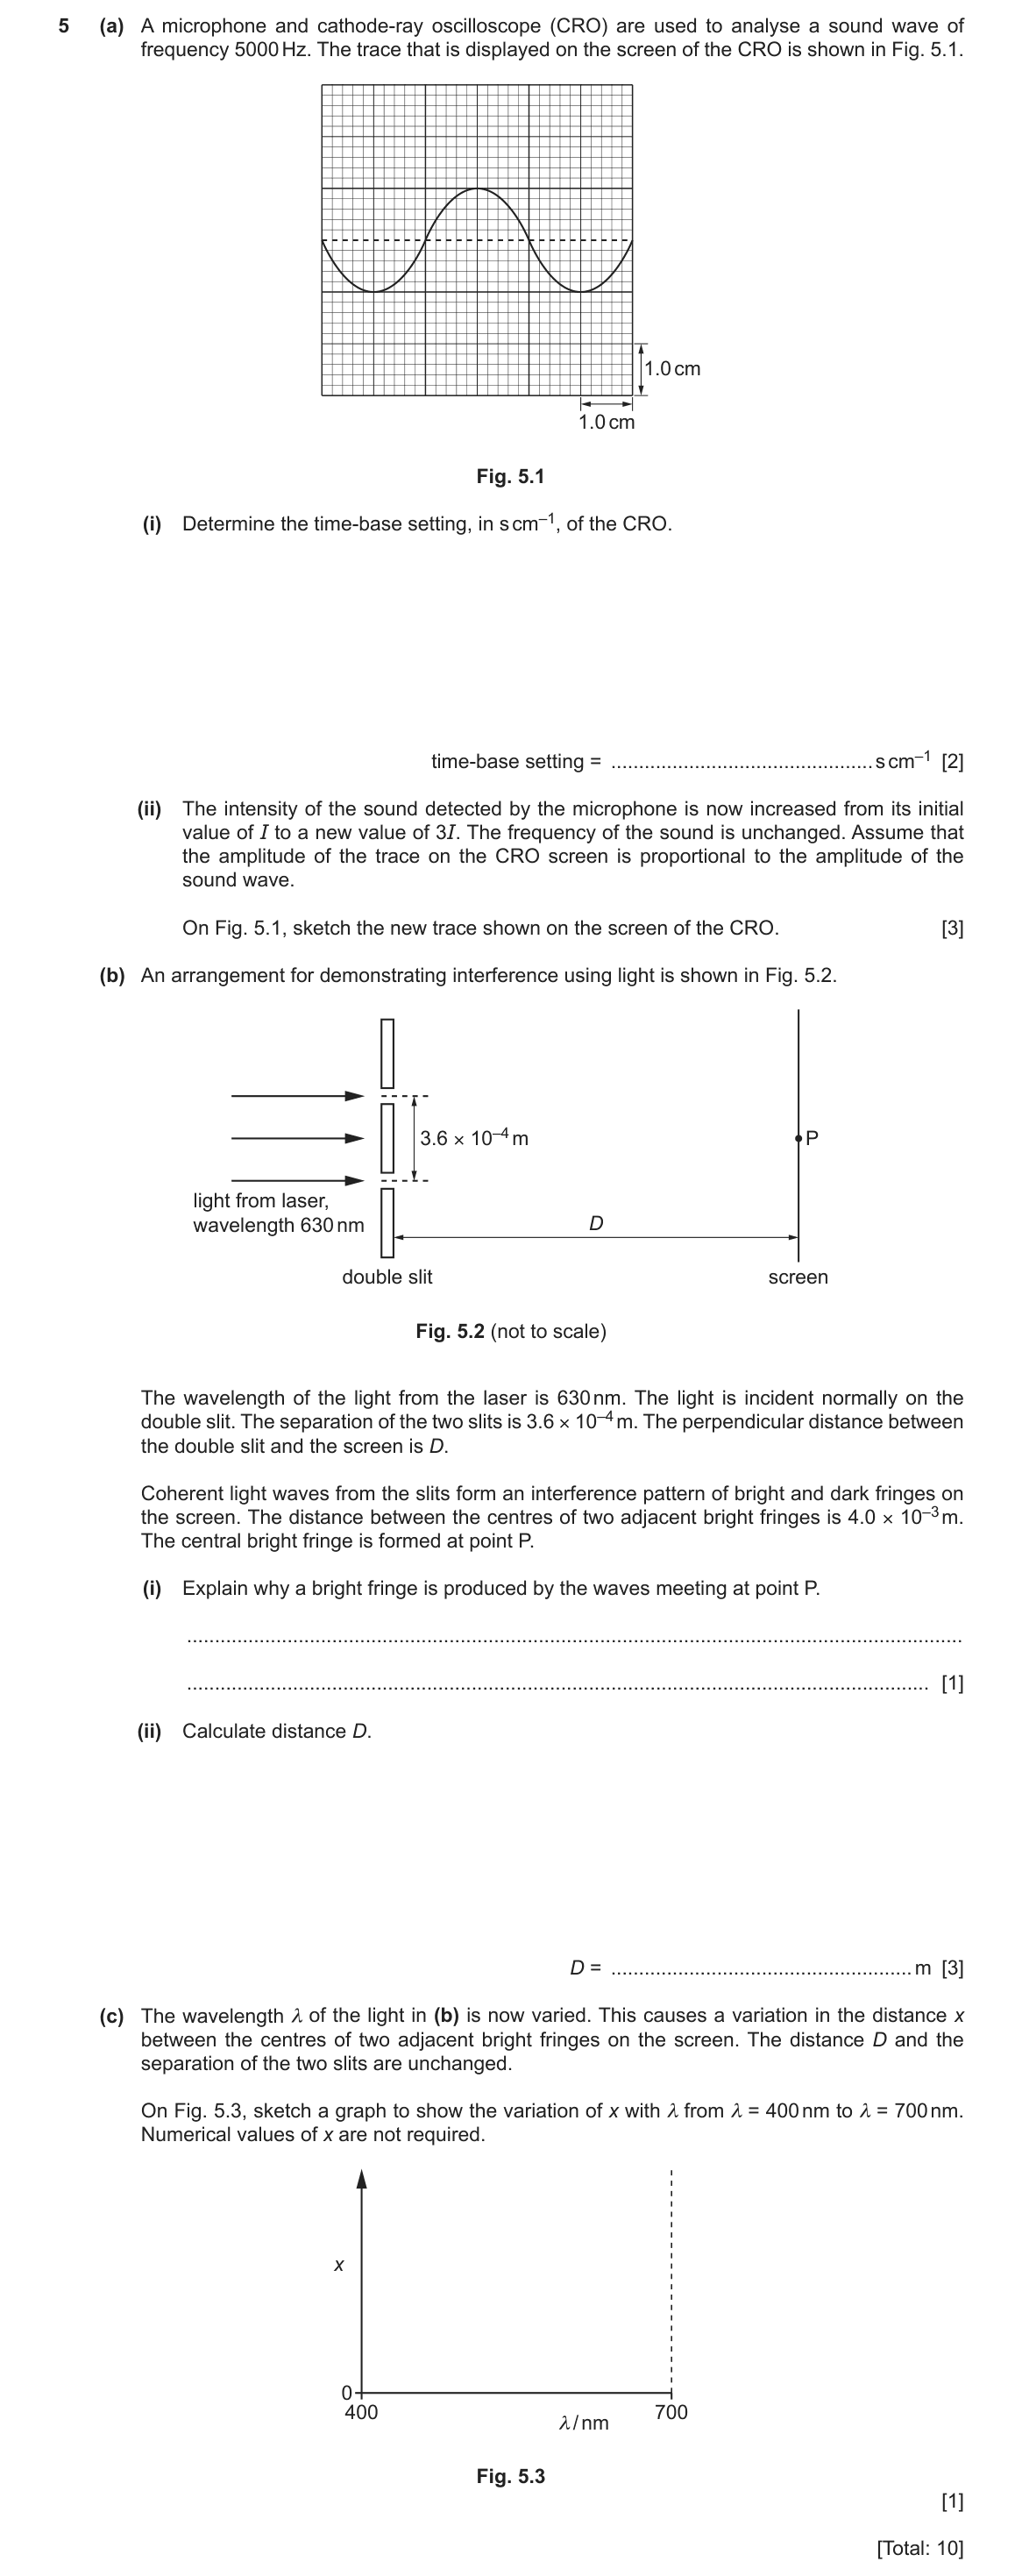 5 (a) A microphone and cathode-ray oscilloscope (CRO) are used to analyse a sound wave of
frequency 5000 Hz. The trace that is displayed on the screen of the CRO is shown in Fig. 5.1.
1.0 cm
1.0 cm
Fig. 5.1
(i) Determine the time-base setting, in s cm⁻¹, of the CRO.
time-base setting = ............................................... s cm⁻¹ [2]
(ii) The intensity of the sound detected by the microphone is now increased from its initial
value of I to a new value of 3I. The frequency of the sound is unchanged. Assume that
the amplitude of the trace on the CRO screen is proportional to the amplitude of the
sound wave.
On Fig. 5.1, sketch the new trace shown on the screen of the CRO. [3]
(b) An arrangement for demonstrating interference using light is shown in Fig. 5.2.
3.6 × 10⁻⁴ m
P
light from laser,
wavelength 630 nm
D
double slit screen
Fig. 5.2 (not to scale)
The wavelength of the light from the laser is 630 nm. The light is incident normally on the
double slit. The separation of the two slits is 3.6 × 10⁻⁴ m. The perpendicular distance between
the double slit and the screen is D.
Coherent light waves from the slits form an interference pattern of bright and dark fringes on
the screen. The distance between the centres of two adjacent bright fringes is 4.0 × 10⁻³ m.
The central bright fringe is formed at point P.
(i) Explain why a bright fringe is produced by the waves meeting at point P.
...........................................................................................................................................
..................................................................................................................................... [1]
(ii) Calculate distance D.
D = ...................................................... m [3]
(c) The wavelength λ of the light in (b) is now varied. This causes a variation in the distance x
between the centres of two adjacent bright fringes on the screen. The distance D and the
separation of the two slits are unchanged.
On Fig. 5.3, sketch a graph to show the variation of x with λ from λ = 400 nm to λ = 700 nm.
Numerical values of x are not required.
x
0
400 700
λ / nm
Fig. 5.3
[1]
[Total: 10]